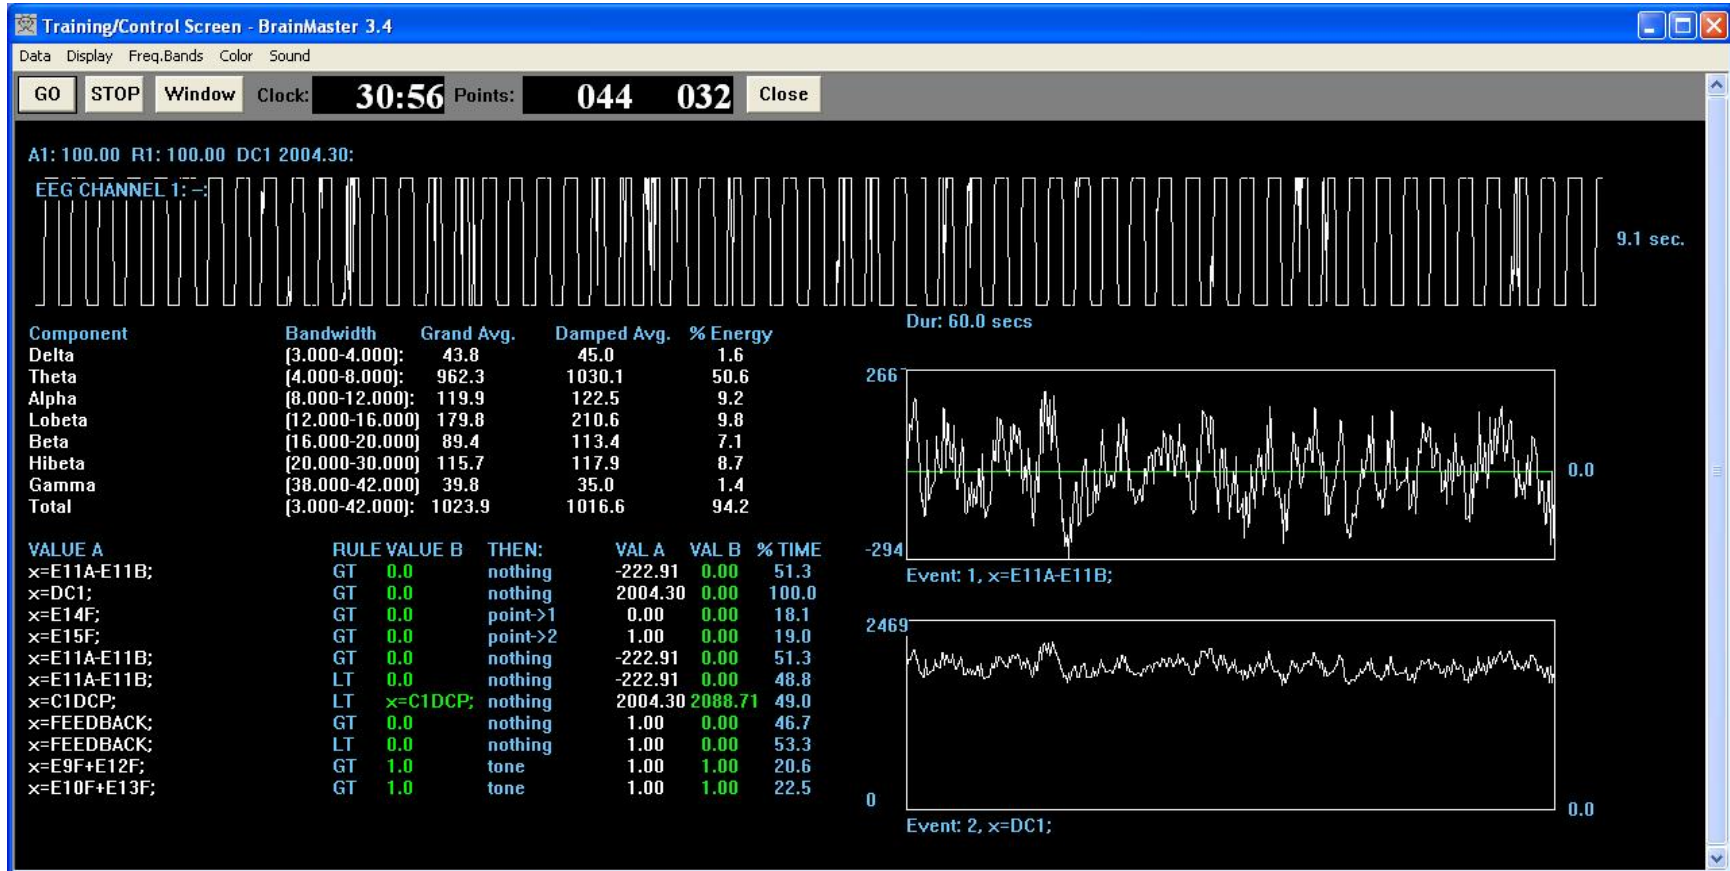 Training/Control Screen - BrainMaster 3.4
Data Display Freq.Bands Color Sound
GO STOP Window Clock: 30:56 Points: 044 032 Close
A1: 100.00 R1: 100.00 DC1 2004.30:
EEG CHANNEL 1: –:
9.1 sec.
Component Bandwidth Grand Avg. Damped Avg. % Energy
Delta (3.000-4.000): 43.8 45.0 1.6
Theta (4.000-8.000): 962.3 1030.1 50.6
Alpha (8.000-12.000): 119.9 122.5 9.2
Lobeta (12.000-16.000) 179.8 210.6 9.8
Beta (16.000-20.000) 89.4 113.4 7.1
Hibeta (20.000-30.000) 115.7 117.9 8.7
Gamma (38.000-42.000) 39.8 35.0 1.4
Total (3.000-42.000): 1023.9 1016.6 94.2
VALUE A RULE VALUE B THEN: VAL A VAL B % TIME
x=E11A-E11B; GT 0.0 nothing -222.91 0.00 51.3
x=DC1; GT 0.0 nothing 2004.30 0.00 100.0
x=E14F; GT 0.0 point->1 0.00 0.00 18.1
x=E15F; GT 0.0 point->2 1.00 0.00 19.0
x=E11A-E11B; GT 0.0 nothing -222.91 0.00 51.3
x=E11A-E11B; LT 0.0 nothing -222.91 0.00 48.8
x=C1DCP; LT x=C1DCP; nothing 2004.30 2088.71 49.0
x=FEEDBACK; GT 0.0 nothing 1.00 0.00 46.7
x=FEEDBACK; LT 0.0 nothing 1.00 0.00 53.3
x=E9F+E12F; GT 1.0 tone 1.00 1.00 20.6
x=E10F+E13F; GT 1.0 tone 1.00 1.00 22.5
Dur: 60.0 secs
266
0.0
-294
Event: 1, x=E11A-E11B;
2469
0
0.0
Event: 2, x=DC1;